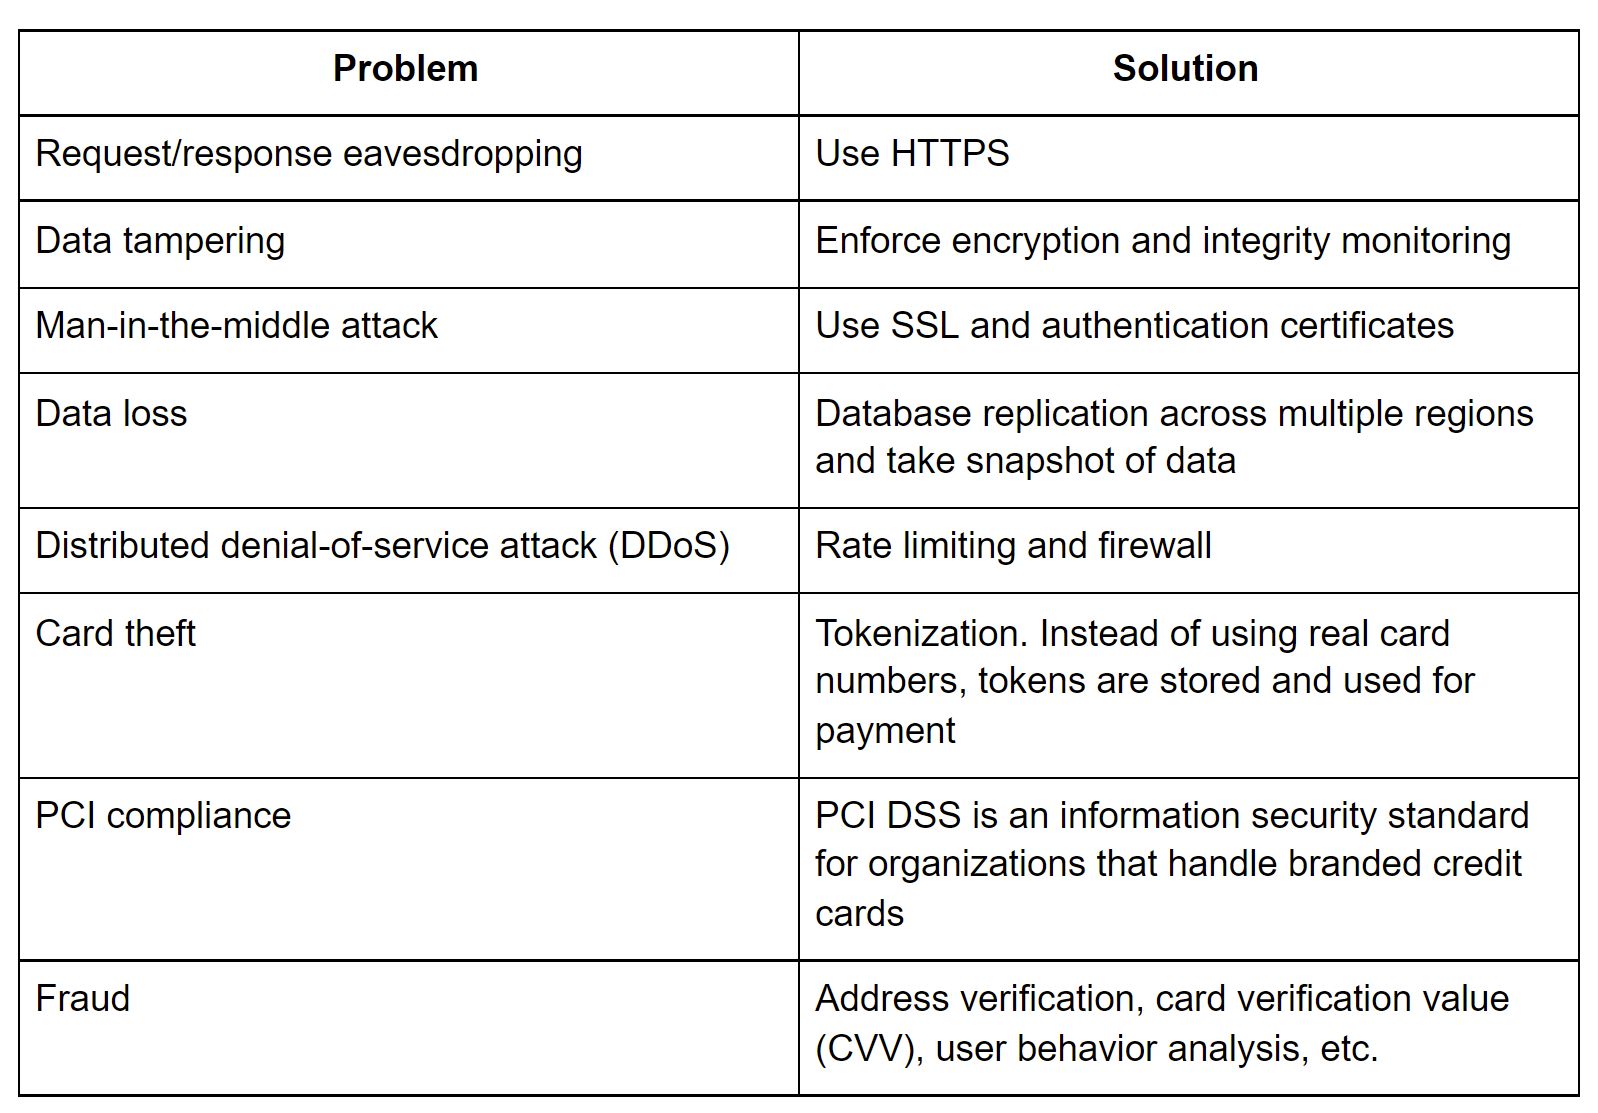 Problem
Solution
Request/response eavesdropping
Use HTTPS
Data tampering
Enforce encryption and integrity monitoring
Man-in-the-middle attack
Use SSL and authentication certificates
Data loss
Database replication across multiple regions
and take snapshot of data
Distributed denial-of-service attack (DDoS)
Rate limiting and firewall
Card theft
Tokenization. Instead of using real card
numbers, tokens are stored and used for
payment
PCI compliance
PCI DSS is an information security standard
for organizations that handle branded credit
cards
Fraud
Address verification, card verification value
(CVV), user behavior analysis, etc.